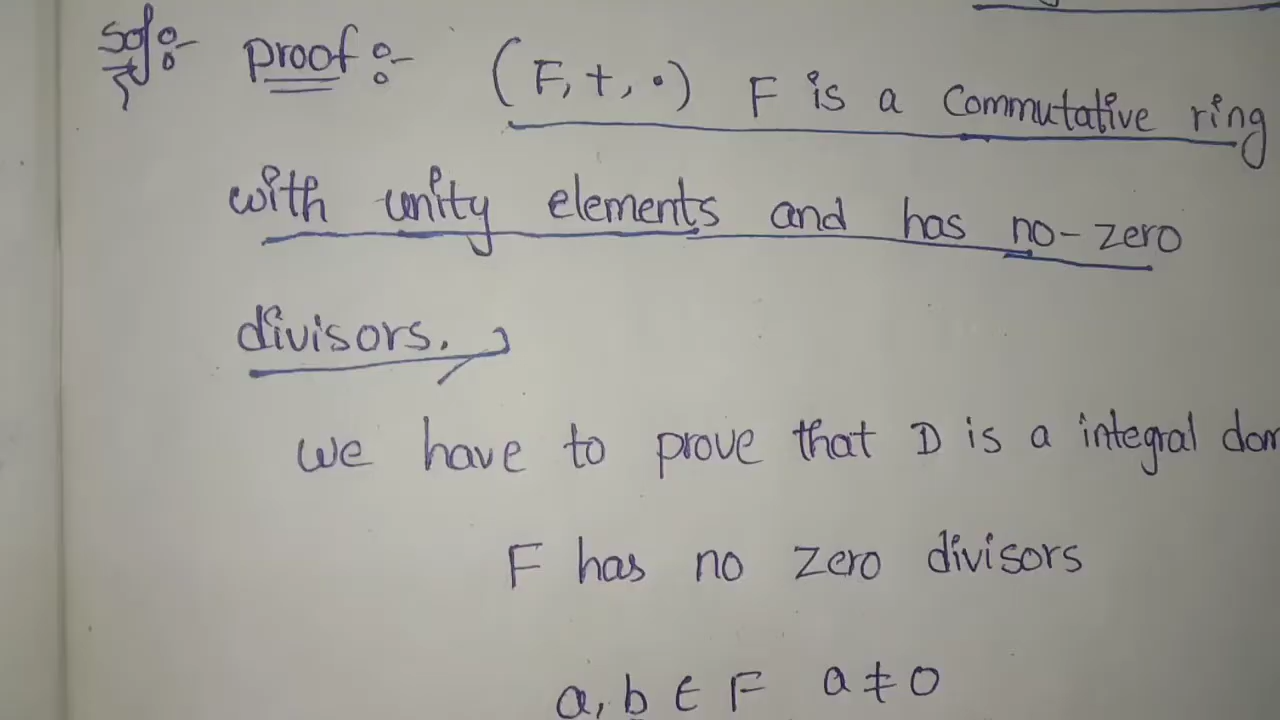 Sol:-  Proof :-  (F, +, •)  F is a commutative ring
with unity elements and has no-zero
divisors.
we have to prove that D is a integral
F has no zero divisors
a, b ∈ F  a ≠ 0